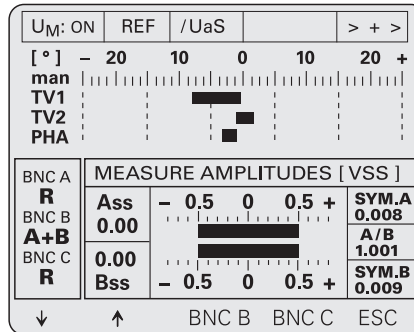 UM: ON REF /UaS > + >
[°] – 20 10 0 10 20 +
man
TV1
TV2
PHA
BNC A
R
BNC B
A+B
BNC C
R
MEASURE AMPLITUDES [VSS]
Ass
0.00
0.00
Bss
– 0.5 0 0.5 +
– 0.5 0 0.5 +
SYM.A
0.008
A/B
1.001
SYM.B
0.009
↓ ↑ BNC B BNC C ESC